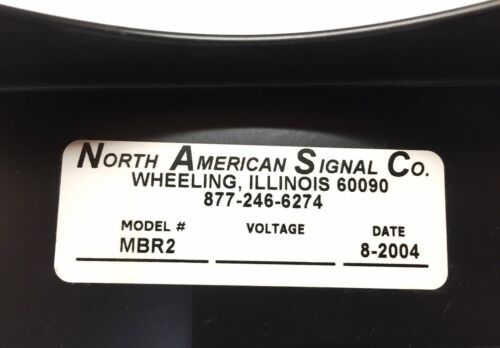 NORTH AMERICAN SIGNAL CO.
WHEELING, ILLINOIS 60090
877-246-6274
MODEL # VOLTAGE DATE
MBR2 8-2004